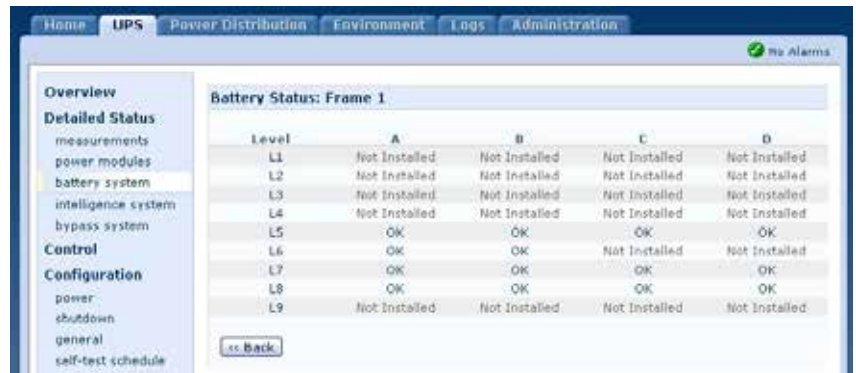 Home UPS Power Distribution Environment Logs Administration
No Alarms
Overview
Detailed Status
measurements
power modules
battery system
intelligence system
bypass system
Control
Configuration
power
shutdown
general
self-test schedule
Battery Status: Frame 1
Level A B C D
L1 Not Installed Not Installed Not Installed Not Installed
L2 Not Installed Not Installed Not Installed Not Installed
L3 Not Installed Not Installed Not Installed Not Installed
L4 Not Installed Not Installed Not Installed Not Installed
L5 OK OK OK OK
L6 OK OK Not Installed Not Installed
L7 OK OK OK OK
L8 OK OK OK OK
L9 Not Installed Not Installed Not Installed Not Installed
<< Back